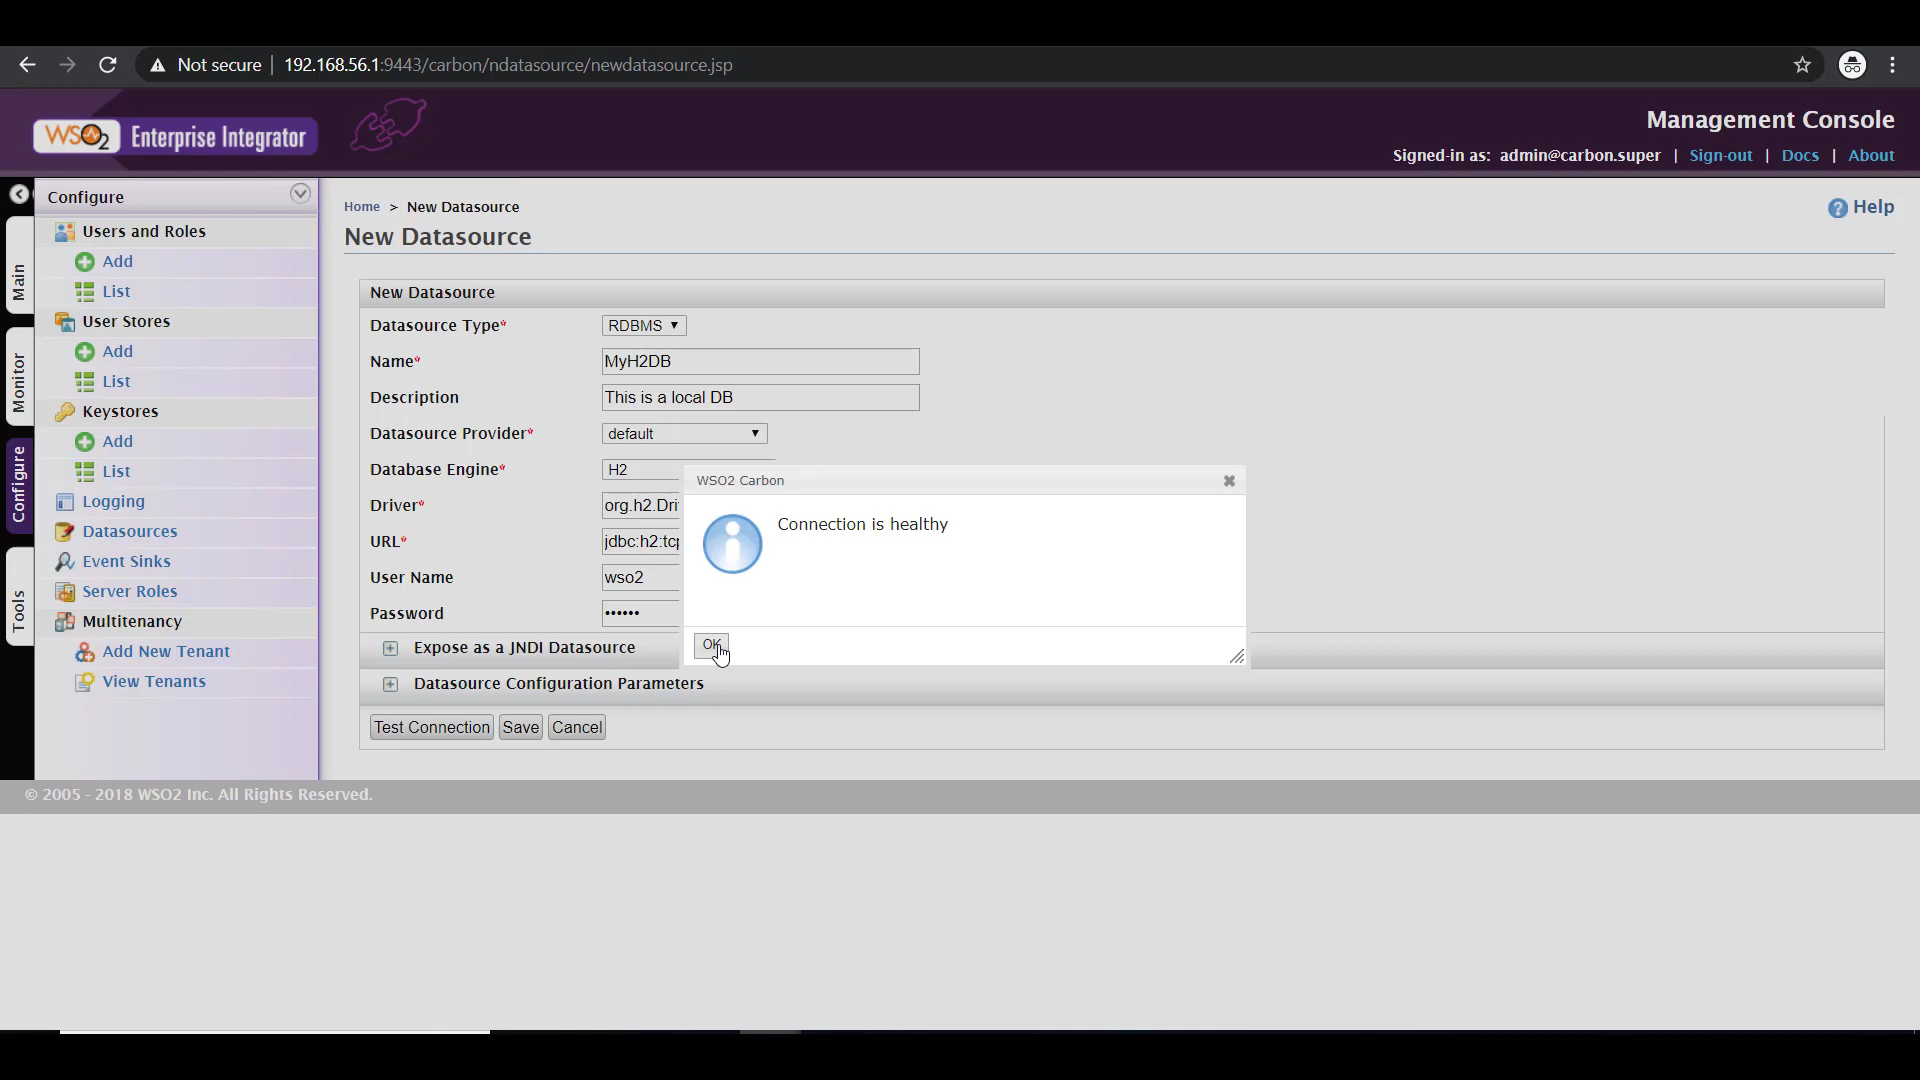 Not secure | 192.168.56.1:9443/carbon/ndatasource/newdatasource.jsp
WSO2 Enterprise Integrator
Management Console
Signed-in as: admin@carbon.super | Sign-out | Docs | About
Main
Monitor
Configure
Tools
Configure
Users and Roles
Add
List
User Stores
Add
List
Keystores
Add
List
Logging
Datasources
Event Sinks
Server Roles
Multitenancy
Add New Tenant
View Tenants
Home > New Datasource
Help
New Datasource
New Datasource
Datasource Type* RDBMS
Name* MyH2DB
Description This is a local DB
Datasource Provider* default
Database Engine* H2
Driver* org.h2.Dri
URL* jdbc:h2:tcp
User Name wso2
Password ••••••
Expose as a JNDI Datasource
Datasource Configuration Parameters
Test Connection Save Cancel
WSO2 Carbon
Connection is healthy
OK
© 2005 - 2018 WSO2 Inc. All Rights Reserved.